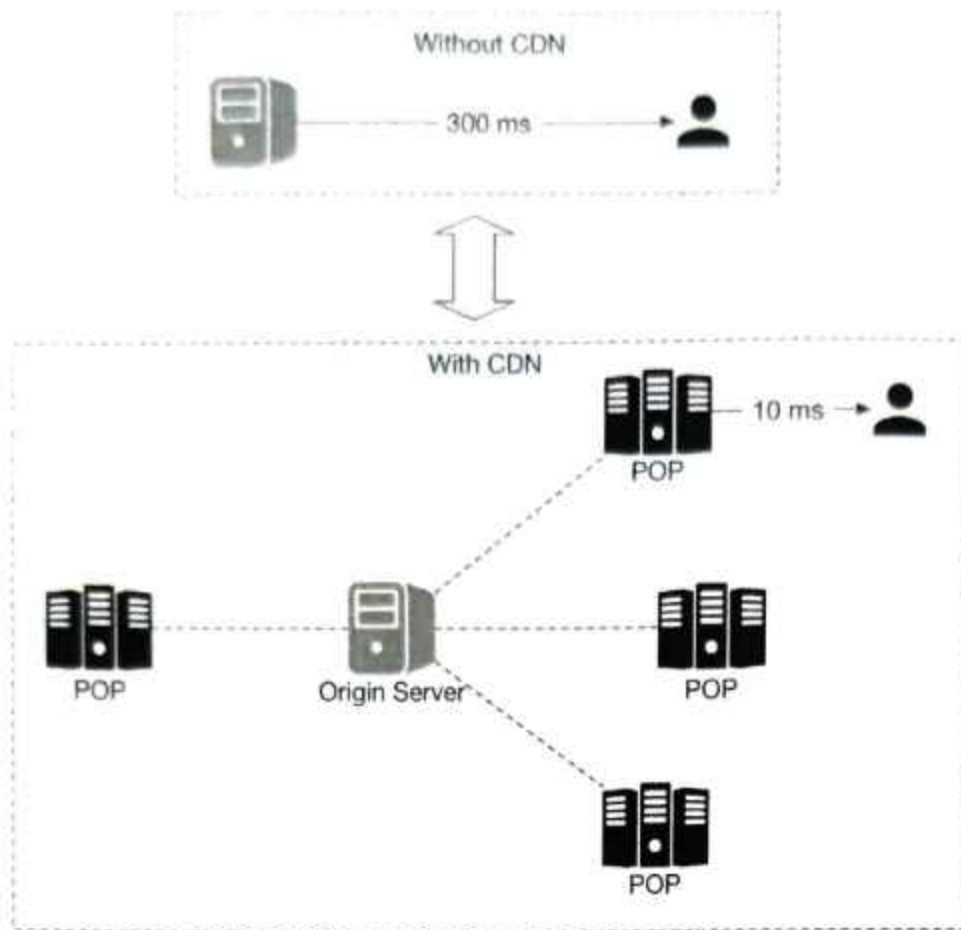 Without CDN
300 ms
With CDN
10 ms
POP
POP
Origin Server
POP
POP